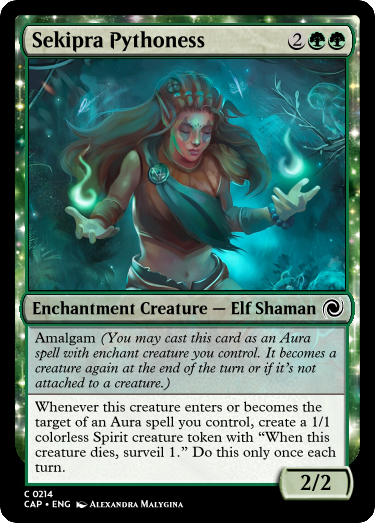 Sekipra Pythoness 2
Enchantment Creature — Elf Shaman
Amalgam (You may cast this card as an Aura
spell with enchant creature you control. It becomes a
creature again at the end of the turn or if it's not
attached to a creature.)
Whenever this creature enters or becomes the
target of an Aura spell you control, create a 1/1
colorless Spirit creature token with “When this
creature dies, surveil 1.” Do this only once each
turn.
2/2
C 0214
CAP • ENG Alexandra Malygina